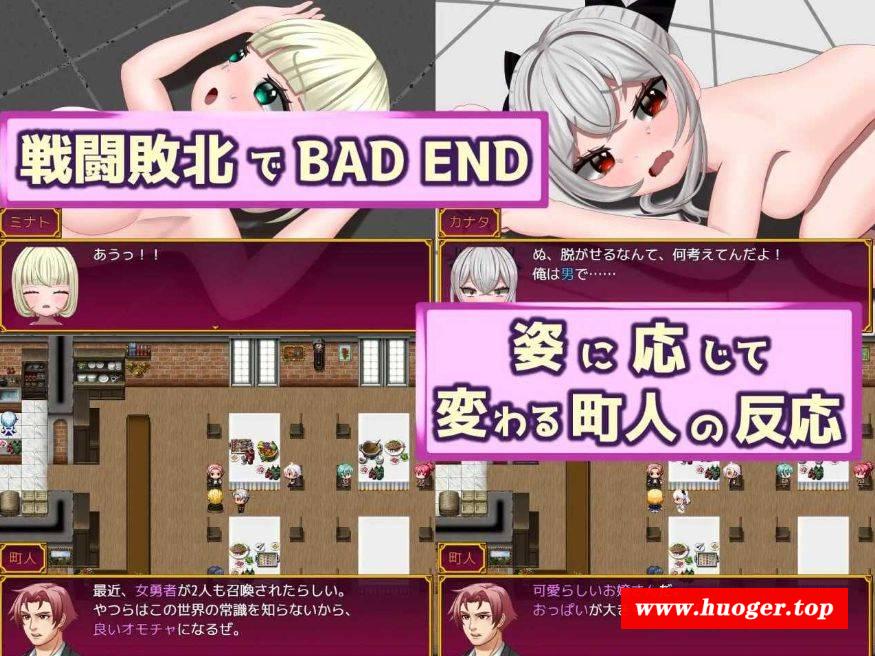 戦闘敗北でBAD END
ミナト
あうっ！！
カナタ
ぬ、脱がせるなんて、何考えてんだよ！
俺は男で……
姿に応じて
変わる町人の反応
町人
最近、女勇者が2人も召喚されたらしい。
やつらはこの世界の常識を知らないから、
良いオモチャになるぜ。
町人
可愛らしいお
おっぱいが大き
www.huoger.top